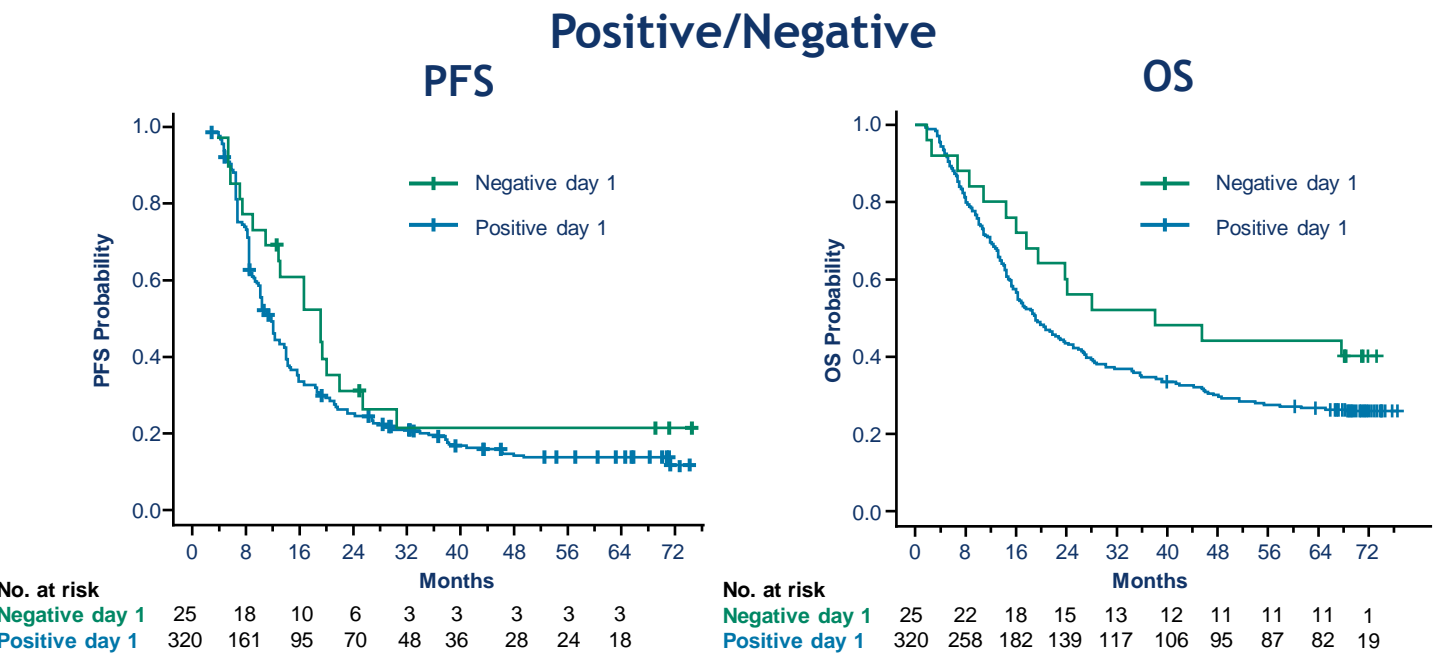 Positive/Negative
PFS
OS
PFS Probability
1.0
0.8
0.6
0.4
0.2
0.0
Negative day 1
Positive day 1
0 8 16 24 32 40 48 56 64 72
Months
OS Probability
1.0
0.8
0.6
0.4
0.2
0.0
Negative day 1
Positive day 1
0 8 16 24 32 40 48 56 64 72
Months
No. at risk
Negative day 1 25 18 10 6 3 3 3 3 3
Positive day 1 320 161 95 70 48 36 28 24 18
No. at risk
Negative day 1 25 22 18 15 13 12 11 11 11 1
Positive day 1 320 258 182 139 117 106 95 87 82 19